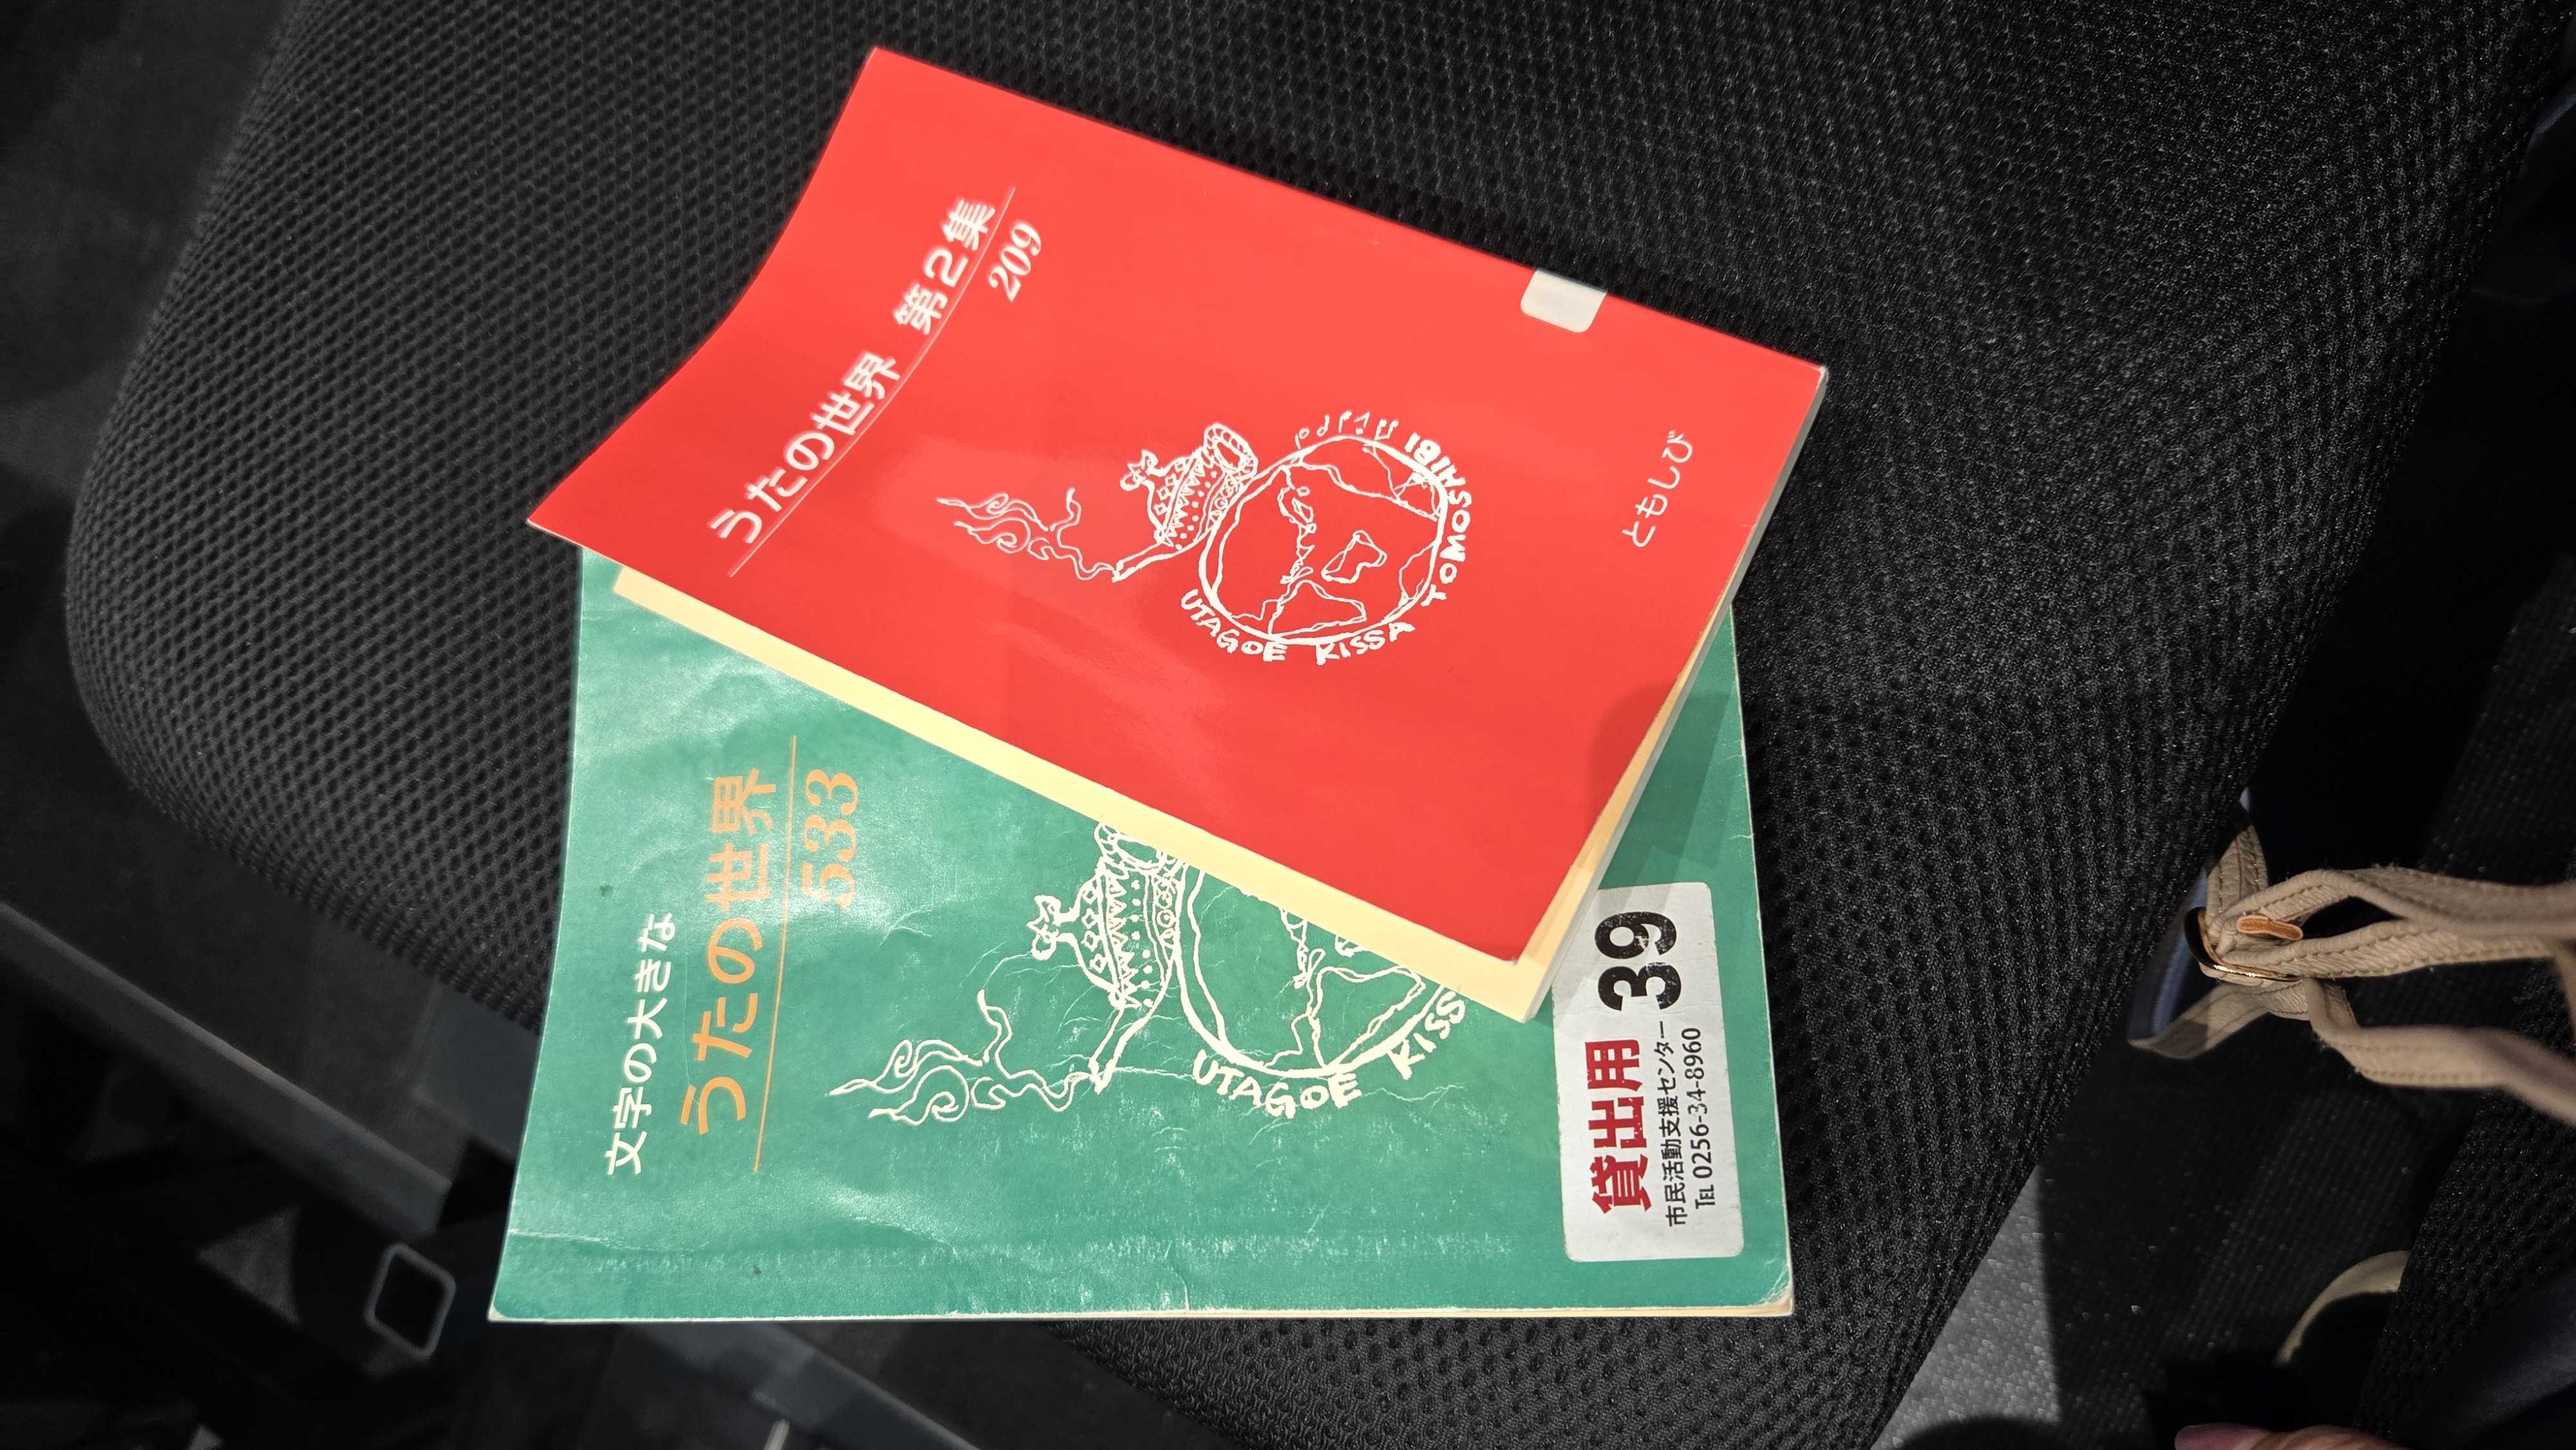 うたの世界 第2集
209
UTAGOE KISSA TOMOSHIBI
ともしび
文字の大きな
うたの世界
533
UTAGOE KISS
貸出用 39
市民活動支援センター
TEL 0256-34-8960